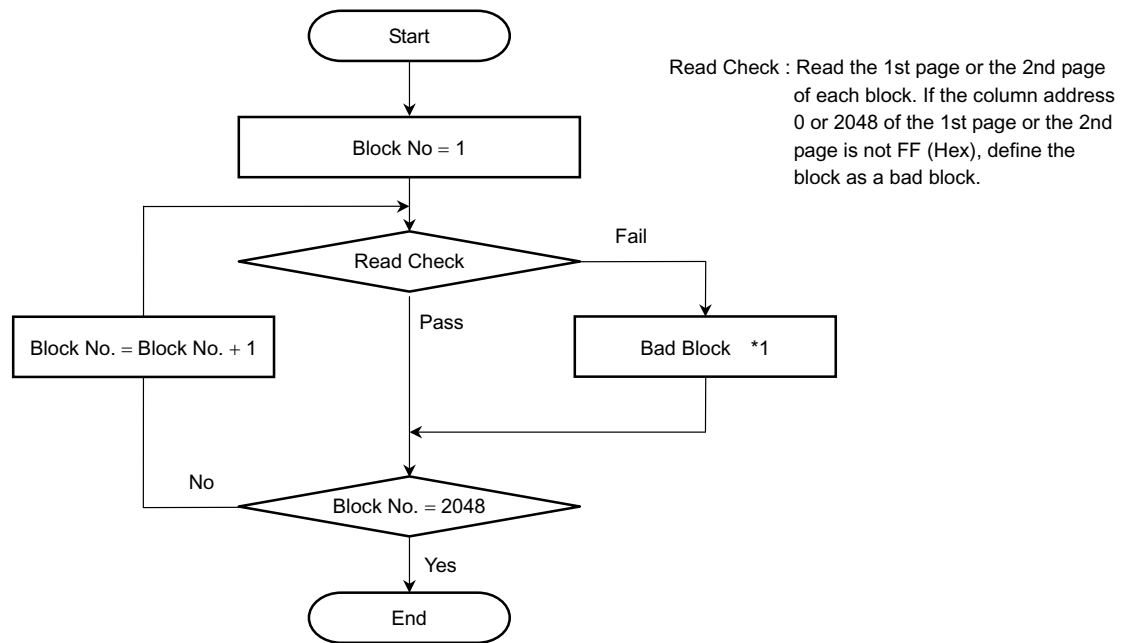 Start
Read Check : Read the 1st page or the 2nd page
of each block. If the column address
0 or 2048 of the 1st page or the 2nd
page is not FF (Hex), define the
block as a bad block.
Block No = 1
Fail
Read Check
Pass
Block No. = Block No. + 1
Bad Block *1
No
Block No. = 2048
Yes
End